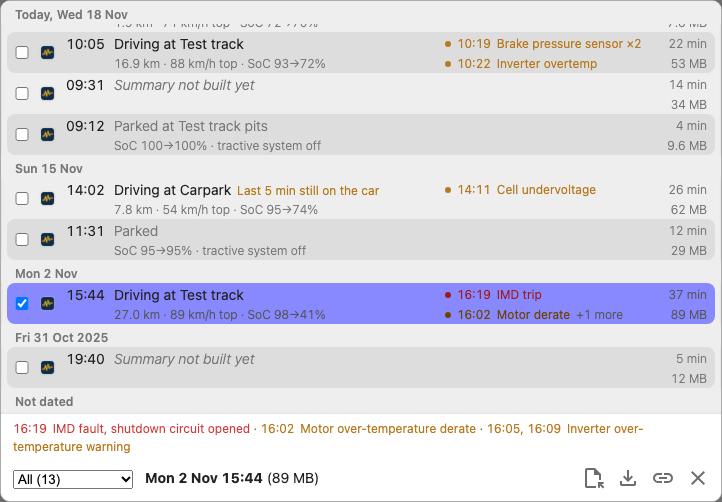 Today, Wed 18 Nov
10:05 Driving at Test track 10:19 Brake pressure sensor ×2 22 min
16.9 km · 88 km/h top · SoC 93→72% 10:22 Inverter overtemp 53 MB
09:31 Summary not built yet 14 min
34 MB
09:12 Parked at Test track pits 4 min
SoC 100→100% · tractive system off 9.6 MB
Sun 15 Nov
14:02 Driving at Carpark Last 5 min still on the car 14:11 Cell undervoltage 26 min
7.8 km · 54 km/h top · SoC 95→74% 62 MB
11:31 Parked 12 min
SoC 95→95% · tractive system off 29 MB
Mon 2 Nov
15:44 Driving at Test track 16:19 IMD trip 37 min
27.0 km · 89 km/h top · SoC 98→41% 16:02 Motor derate +1 more 89 MB
Fri 31 Oct 2025
19:40 Summary not built yet 5 min
12 MB
Not dated
16:19 IMD fault, shutdown circuit opened · 16:02 Motor over-temperature derate · 16:05, 16:09 Inverter over-
temperature warning
All (13) Mon 2 Nov 15:44 (89 MB)